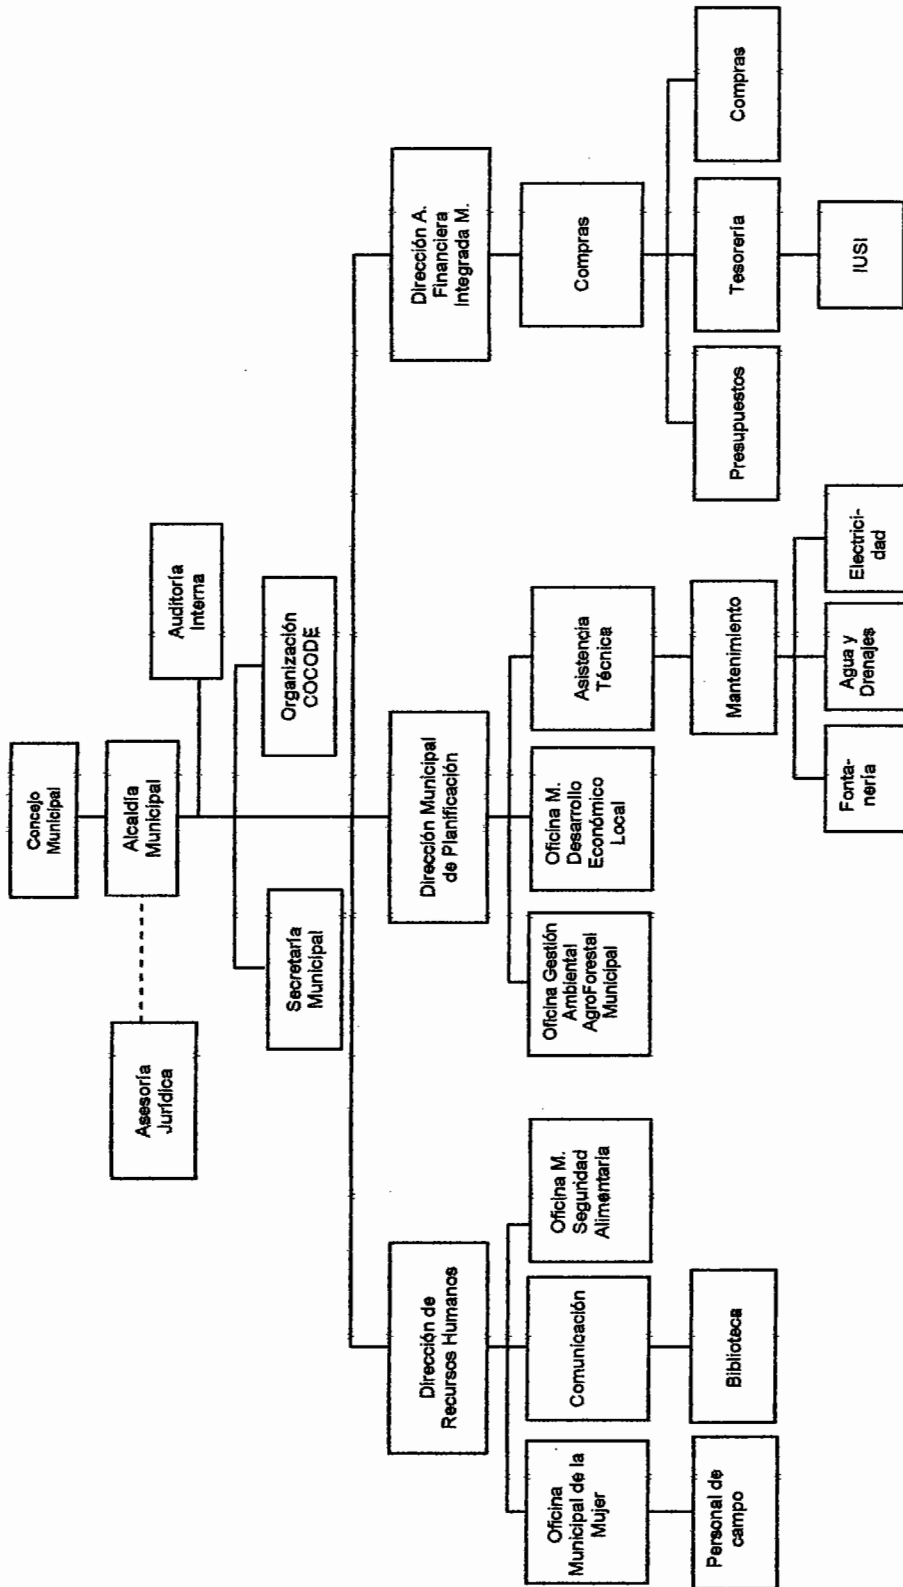 Concejo
Municipal
Alcaldía
Municipal
Asesoría
Jurídica
Auditoría
Interna
Secretaría
Municipal
Organización
COCODE
Dirección de
Recursos Humanos
Dirección Municipal
de Planificación
Dirección A.
Financiera
Integrada M.
Oficina
Municipal de la
Mujer
Comunicación
Oficina M.
Seguridad
Alimentaria
Oficina Gestión
Ambiental
AgroForestal
Municipal
Oficina M.
Desarrollo
Económico
Local
Asistencia
Técnica
Compras
Personal de
campo
Biblioteca
Mantenimiento
Presupuestos
Tesorería
Compras
Fonta-
nería
Agua y
Drenajes
Electrici-
dad
IUSI